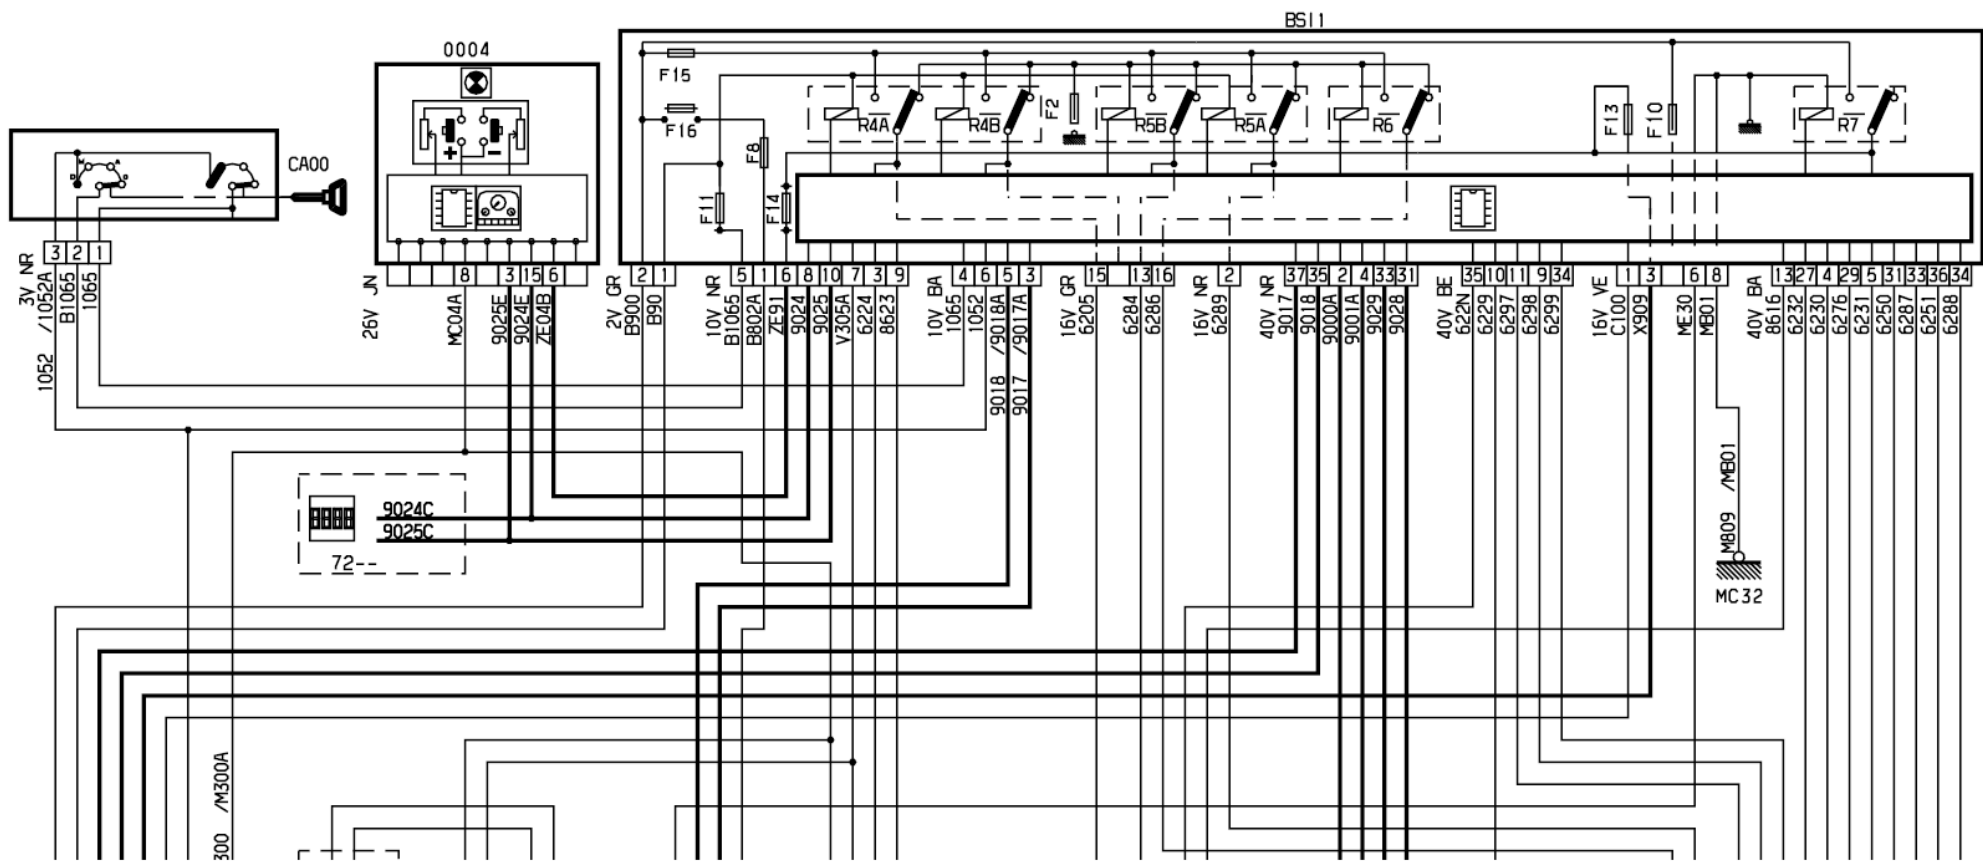 BSI1
0004
F15
F16
F8
F11
F14
R4A
R4B
F2
R5B
R5A
R6
F13
F10
R7
M
A
D
D
CA00
+
-
3 2 1
8 3 15 6
2 1
5 1 6 8 10 7 3 9
4 6 5 3
15 13 16
2
37 35 2 4 33 31
35 10 11 9 34
1 3 6 8
13 27 4 29 5 31 33 36 34
3V NR
1052 /1052A
B1065
1065
26V JN
MC04A
9025E
9024E
ZE04B
2V GR
B900
B90
10V NR
B1065
B802A
ZE91
9024
9025
V305A
6224
8623
10V BA
1065
1052
9018 /9018A
9017 /9017A
16V GR
6205
6284
6286
16V NR
6289
40V NR
9017
9018
9000A
9001A
9029
9028
40V BE
622N
6229
6297
6298
6299
16V VE
C100
X909
ME30
MB01
40V BA
8616
6232
6230
6276
6231
6250
6287
6251
6288
9024C
9025C
72--
M809 /MB01
MC32
300 /M300A